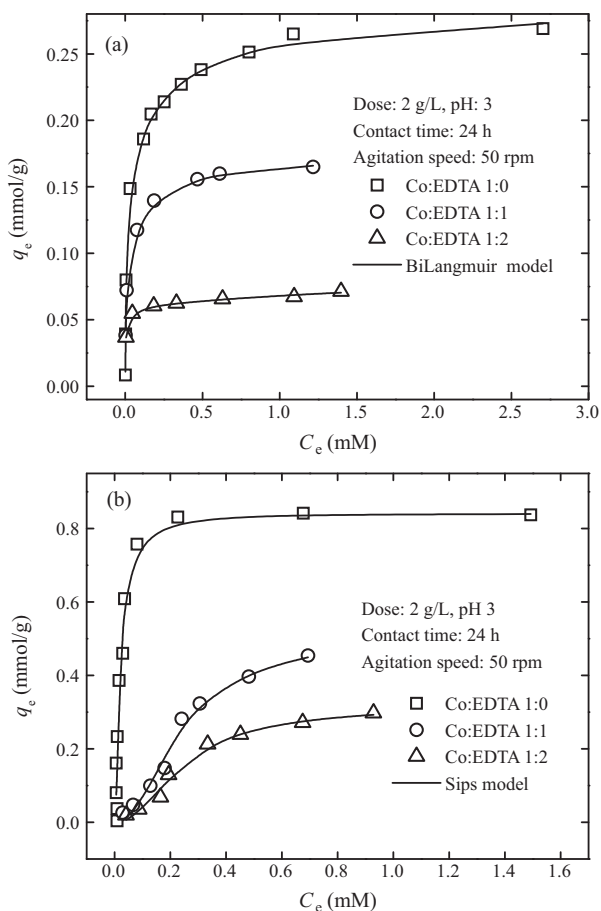 (a)
0.25
0.20
0.15
0.10
0.05
0.00
q_e (mmol/g)
Dose: 2 g/L, pH: 3
Contact time: 24 h
Agitation speed: 50 rpm
Co:EDTA 1:0
Co:EDTA 1:1
Co:EDTA 1:2
BiLangmuir model
0.0 0.5 1.0 1.5 2.0 2.5 3.0
C_e (mM)
(b)
0.8
0.6
0.4
0.2
0.0
q_e (mmol/g)
Dose: 2 g/L, pH 3
Contact time: 24 h
Agitation speed: 50 rpm
Co:EDTA 1:0
Co:EDTA 1:1
Co:EDTA 1:2
Sips model
0.0 0.2 0.4 0.6 0.8 1.0 1.2 1.4 1.6
C_e (mM)